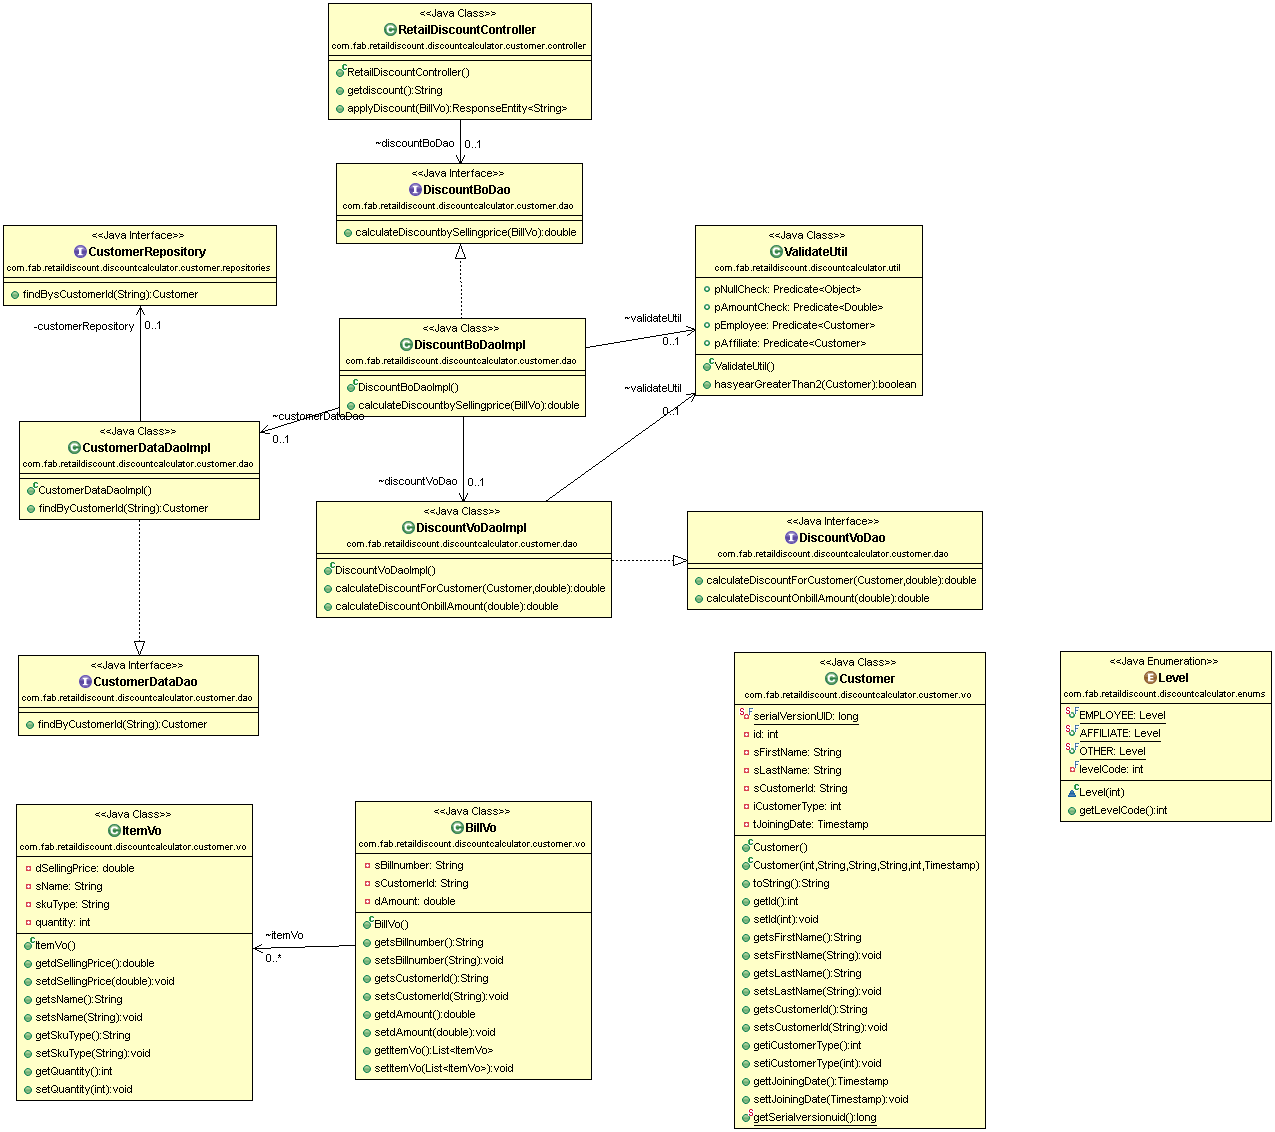 <<Java Class>>
RetailDiscountController
com.fab.retaildiscount.discountcalculator.customer.controller
RetailDiscountController()
getdiscount():String
applyDiscount(BillVo):ResponseEntity<String>
~discountBoDao
0..1
<<Java Interface>>
DiscountBoDao
com.fab.retaildiscount.discountcalculator.customer.dao
calculateDiscountbySellingprice(BillVo):double
<<Java Interface>>
CustomerRepository
com.fab.retaildiscount.discountcalculator.customer.repositories
findBysCustomerId(String):Customer
-customerRepository
0..1
<<Java Class>>
ValidateUtil
com.fab.retaildiscount.discountcalculator.util
pNullCheck: Predicate<Object>
pAmountCheck: Predicate<Double>
pEmployee: Predicate<Customer>
pAffiliate: Predicate<Customer>
ValidateUtil()
hasyearGreaterThan2(Customer):boolean
<<Java Class>>
DiscountBoDaoImpl
com.fab.retaildiscount.discountcalculator.customer.dao
DiscountBoDaoImpl()
calculateDiscountbySellingprice(BillVo):double
~validateUtil
0..1
~validateUtil
0..1
~customerDataDao
0..1
<<Java Class>>
CustomerDataDaoImpl
com.fab.retaildiscount.discountcalculator.customer.dao
CustomerDataDaoImpl()
findByCustomerId(String):Customer
~discountVoDao
0..1
<<Java Class>>
DiscountVoDaoImpl
com.fab.retaildiscount.discountcalculator.customer.dao
DiscountVoDaoImpl()
calculateDiscountForCustomer(Customer,double):double
calculateDiscountOnbillAmount(double):double
<<Java Interface>>
DiscountVoDao
com.fab.retaildiscount.discountcalculator.customer.dao
calculateDiscountForCustomer(Customer,double):double
calculateDiscountOnbillAmount(double):double
<<Java Interface>>
CustomerDataDao
com.fab.retaildiscount.discountcalculator.customer.dao
findByCustomerId(String):Customer
<<Java Class>>
Customer
com.fab.retaildiscount.discountcalculator.customer.vo
serialVersionUID: long
id: int
sFirstName: String
sLastName: String
sCustomerId: String
iCustomerType: int
tJoiningDate: Timestamp
Customer()
Customer(int,String,String,String,int,Timestamp)
toString():String
getId():int
setId(int):void
getsFirstName():String
setsFirstName(String):void
getsLastName():String
setsLastName(String):void
getsCustomerId():String
setsCustomerId(String):void
getiCustomerType():int
setiCustomerType(int):void
gettJoiningDate():Timestamp
settJoiningDate(Timestamp):void
getSerialversionuid():long
<<Java Enumeration>>
Level
com.fab.retaildiscount.discountcalculator.enums
EMPLOYEE: Level
AFFILIATE: Level
OTHER: Level
levelCode: int
Level(int)
getLevelCode():int
<<Java Class>>
ItemVo
com.fab.retaildiscount.discountcalculator.customer.vo
dSellingPrice: double
sName: String
skuType: String
quantity: int
ItemVo()
getdSellingPrice():double
setdSellingPrice(double):void
getsName():String
setsName(String):void
getSkuType():String
setSkuType(String):void
getQuantity():int
setQuantity(int):void
~itemVo
0..*
<<Java Class>>
BillVo
com.fab.retaildiscount.discountcalculator.customer.vo
sBillnumber: String
sCustomerId: String
dAmount: double
BillVo()
getsBillnumber():String
setsBillnumber(String):void
getsCustomerId():String
setsCustomerId(String):void
getdAmount():double
setdAmount(double):void
getItemVo():List<ItemVo>
setItemVo(List<ItemVo>):void